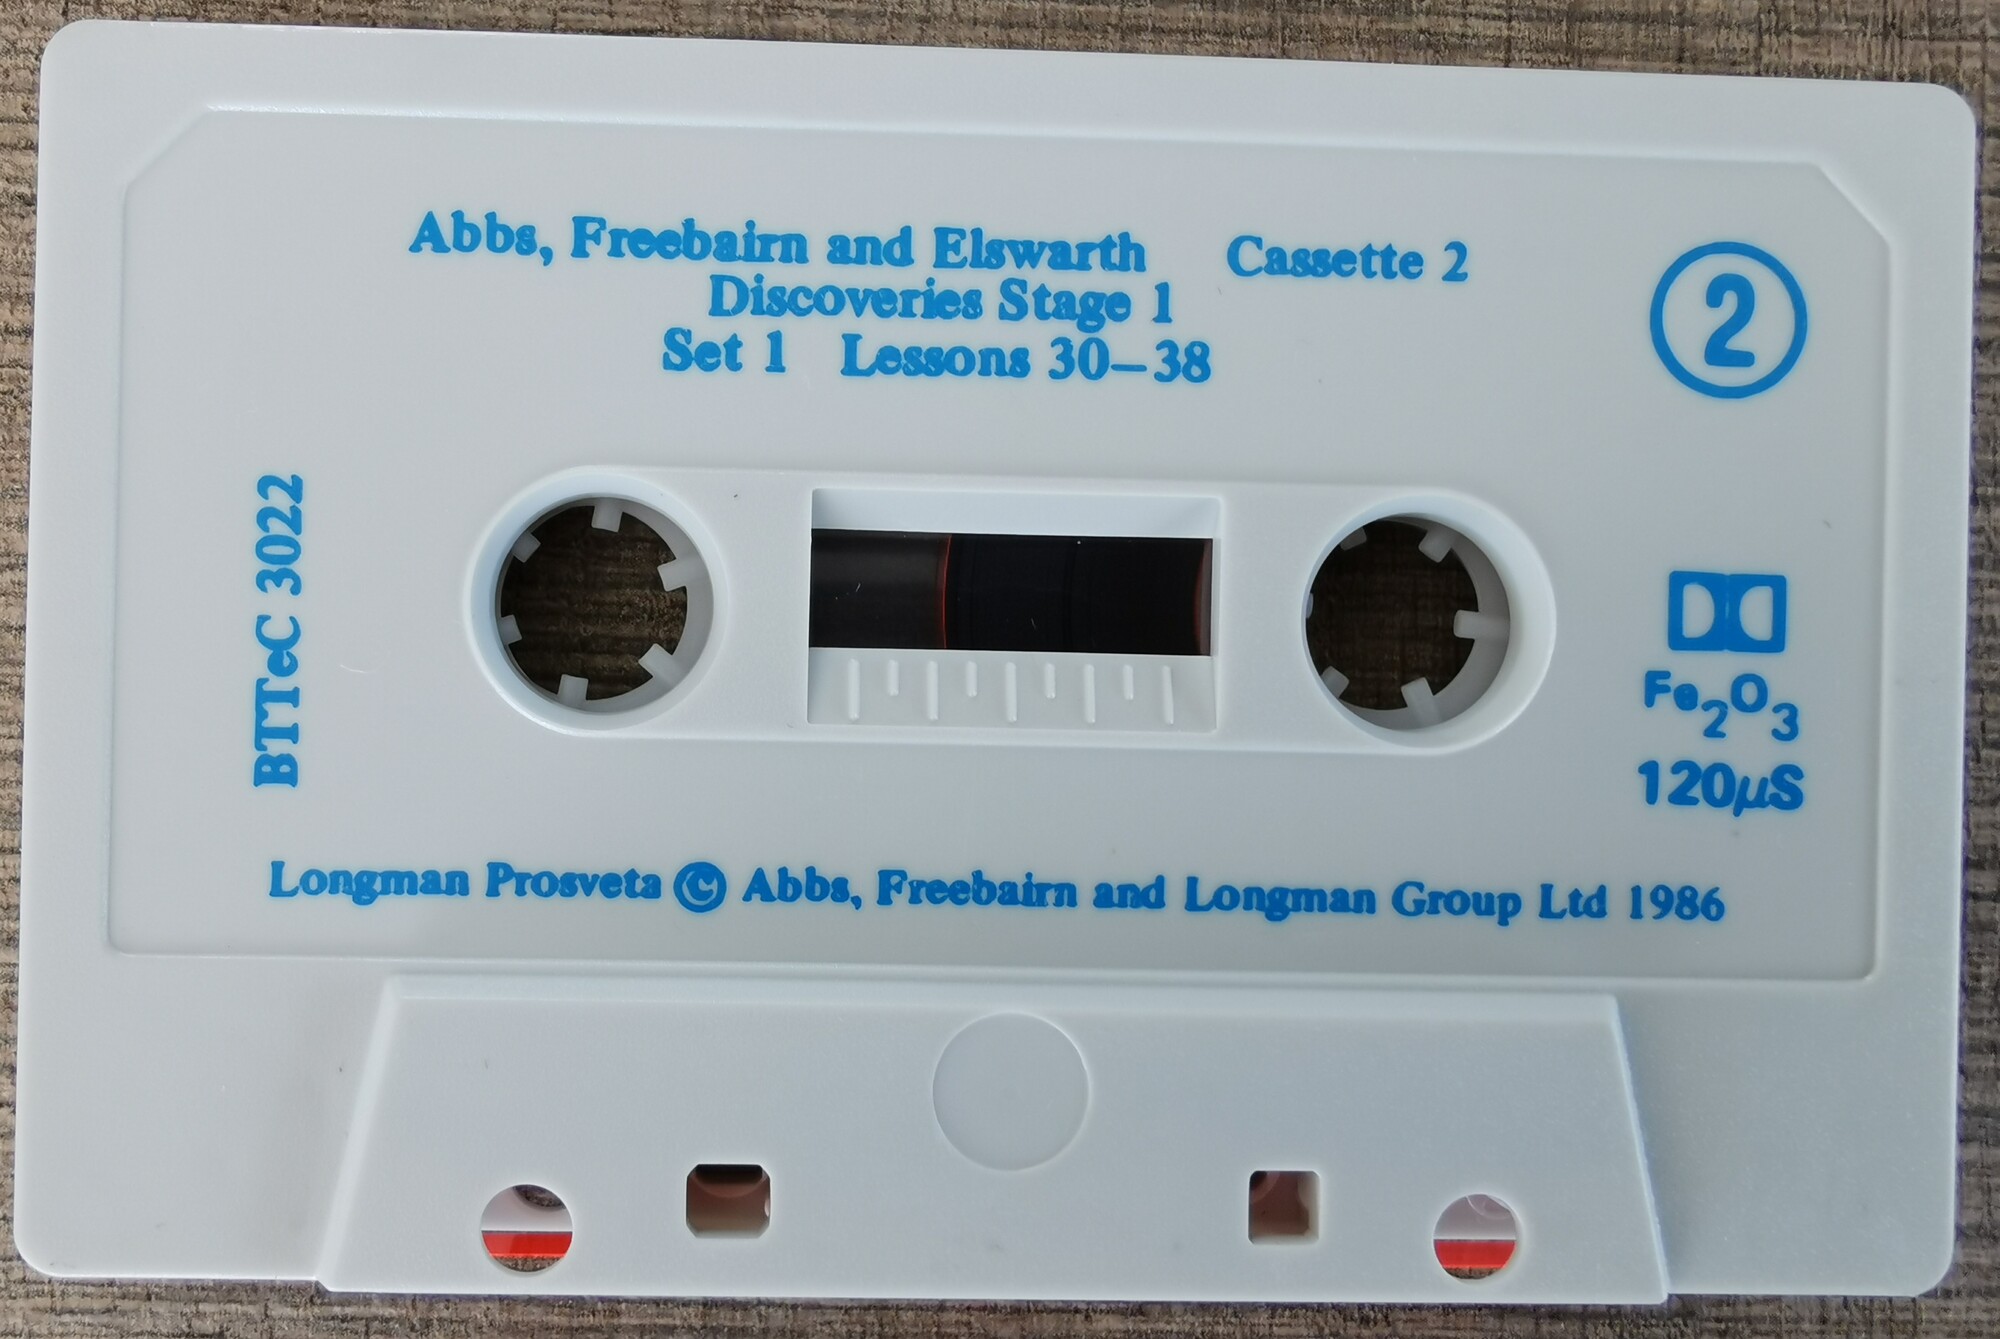 Abbs, Freebairn and Elswarth Cassette 2
Discoveries Stage 1
Set 1 Lessons 30–38
2
BTTeC 3022
Fe₂O₃
120µS
Longman Prosveta © Abbs, Freebairn and Longman Group Ltd 1986